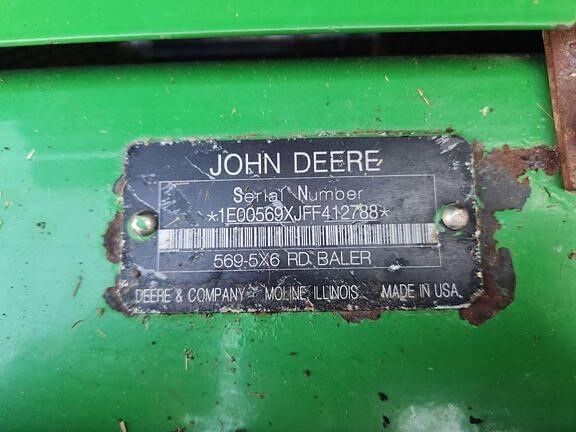 JOHN DEERE
Serial Number
*1E00569XJFF412788*
569-5X6 RD BALER
DEERE & COMPANY MOLINE, ILLINOIS MADE IN USA